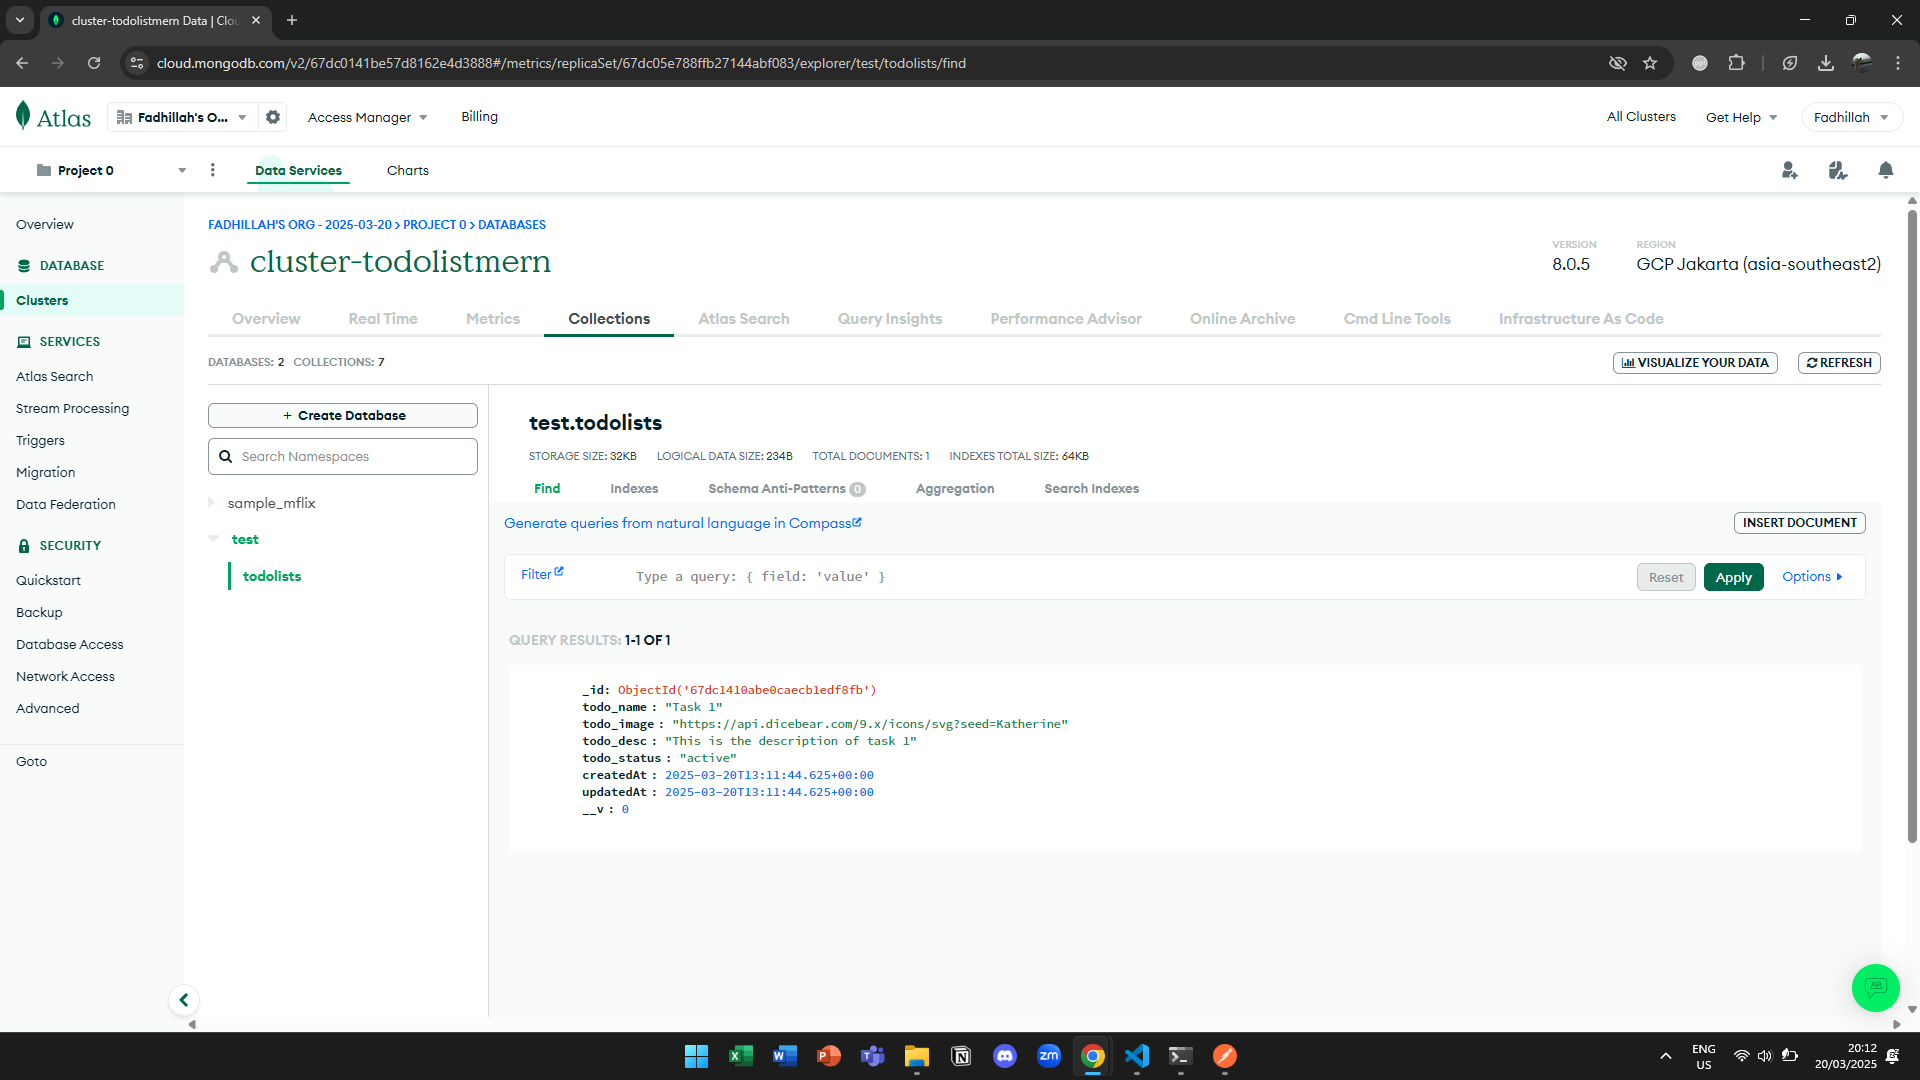 cluster-todolistmern Data | Clou
cloud.mongodb.com/v2/67dc0141be57d8162e4d3888#/metrics/replicaSet/67dc05e788ffb27144abf083/explorer/test/todolists/find
Atlas
Fadhillah's O...
Access Manager
Billing
All Clusters
Get Help
Fadhillah
Project 0
Data Services
Charts
Overview
DATABASE
Clusters
SERVICES
Atlas Search
Stream Processing
Triggers
Migration
Data Federation
SECURITY
Quickstart
Backup
Database Access
Network Access
Advanced
Goto
FADHILLAH'S ORG - 2025-03-20 > PROJECT 0 > DATABASES
cluster-todolistmern
VERSION
8.0.5
REGION
GCP Jakarta (asia-southeast2)
Overview
Real Time
Metrics
Collections
Atlas Search
Query Insights
Performance Advisor
Online Archive
Cmd Line Tools
Infrastructure As Code
DATABASES: 2 COLLECTIONS: 7
VISUALIZE YOUR DATA
REFRESH
+ Create Database
Search Namespaces
sample_mflix
test
todolists
test.todolists
STORAGE SIZE: 32KB LOGICAL DATA SIZE: 234B TOTAL DOCUMENTS: 1 INDEXES TOTAL SIZE: 64KB
Find
Indexes
Schema Anti-Patterns 0
Aggregation
Search Indexes
Generate queries from natural language in Compass
INSERT DOCUMENT
Filter
Type a query: { field: 'value' }
Reset
Apply
Options
QUERY RESULTS: 1-1 OF 1
_id: ObjectId('67dc1410abe0caecb1edf8fb')
todo_name : "Task 1"
todo_image : "https://api.dicebear.com/9.x/icons/svg?seed=Katherine"
todo_desc : "This is the description of task 1"
todo_status : "active"
createdAt : 2025-03-20T13:11:44.625+00:00
updatedAt : 2025-03-20T13:11:44.625+00:00
__v : 0
zm
ENG
US
20:12
20/03/2025